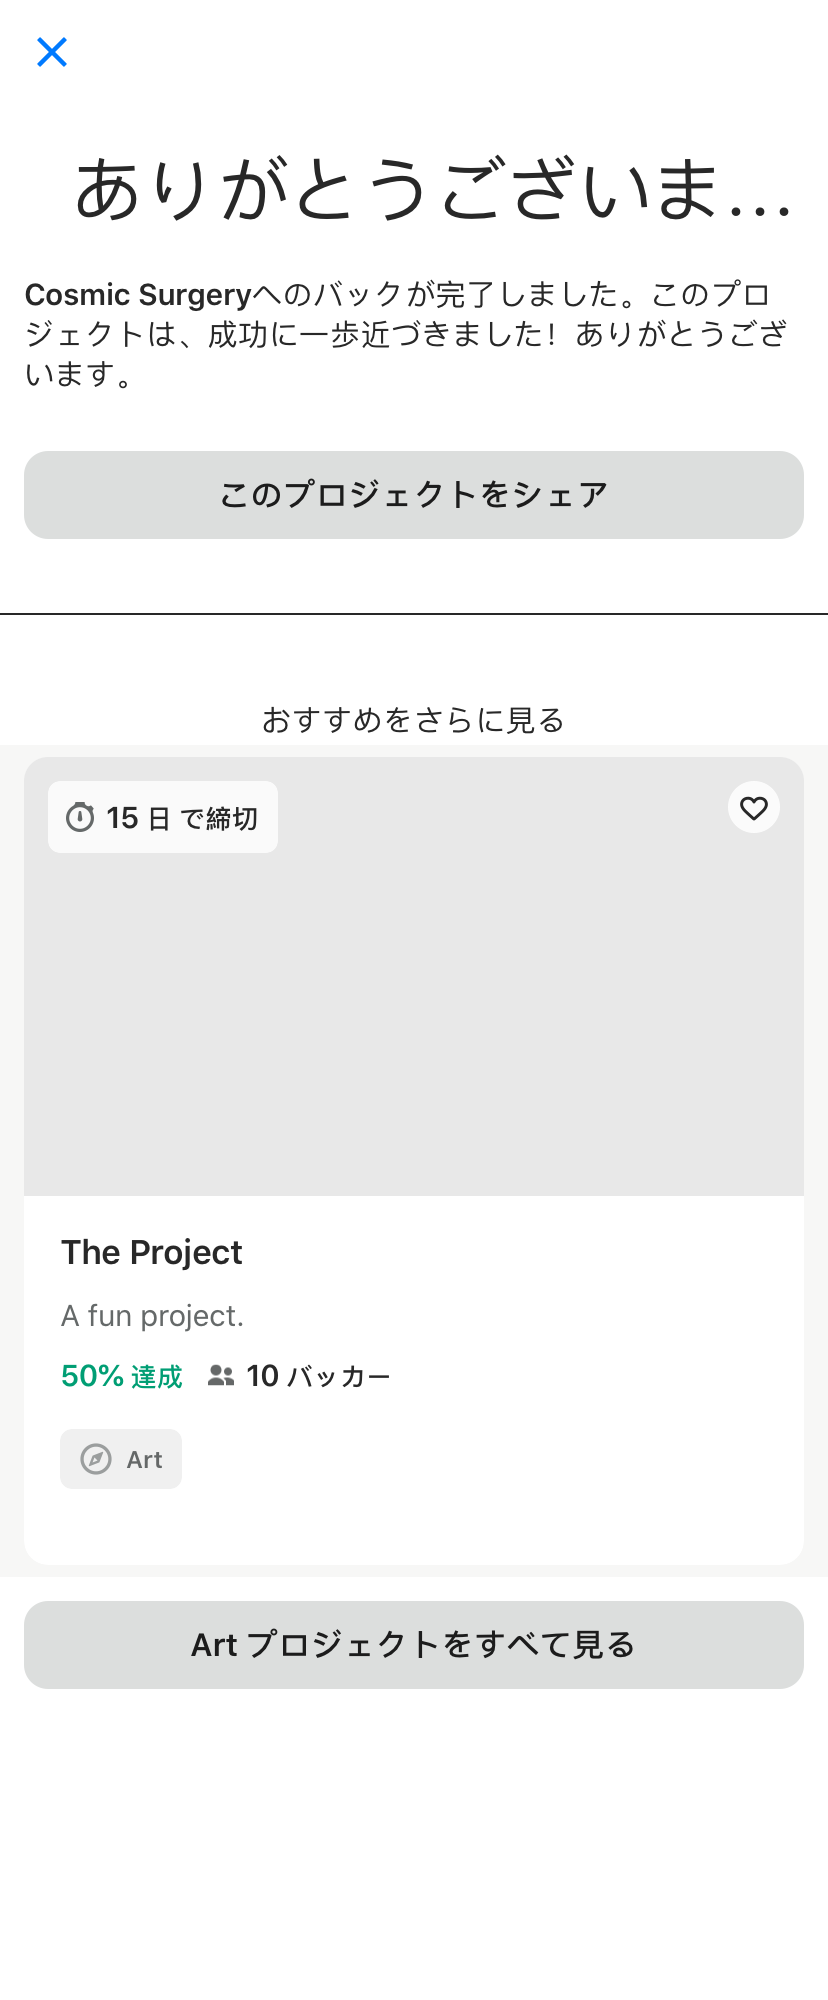 ありがとうございま…
Cosmic Surgeryへのバックが完了しました。このプロ
ジェクトは、成功に一歩近づきました！ありがとうござ
います。
このプロジェクトをシェア
おすすめをさらに見る
15 日 で締切
The Project
A fun project.
50% 達成 10 バッカー
Art
Art プロジェクトをすべて見る